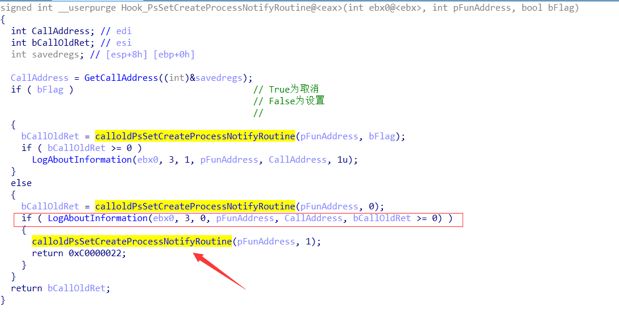 signed int __userpurge Hook_PsSetCreateProcessNotifyRoutine@<eax>(int ebx0@<ebx>, int pFunAddress, bool bFlag)
{
  int CallAddress; // edi
  int bCallOldRet; // esi
  int savedregs; // [esp+8h] [ebp+0h]
  CallAddress = GetCallAddress((int)&savedregs);
  if ( bFlag ) // True为取消
// False为设置
//
  {
    bCallOldRet = calloldPsSetCreateProcessNotifyRoutine(pFunAddress, bFlag);
    if ( bCallOldRet >= 0 )
      LogAboutInformation(ebx0, 3, 1, pFunAddress, CallAddress, 1u);
  }
  else
  {
    bCallOldRet = calloldPsSetCreateProcessNotifyRoutine(pFunAddress, 0);
    if ( LogAboutInformation(ebx0, 3, 0, pFunAddress, CallAddress, bCallOldRet >= 0) )
    {
      calloldPsSetCreateProcessNotifyRoutine(pFunAddress, 1);
      return 0xC0000022;
    }
  }
  return bCallOldRet;
}